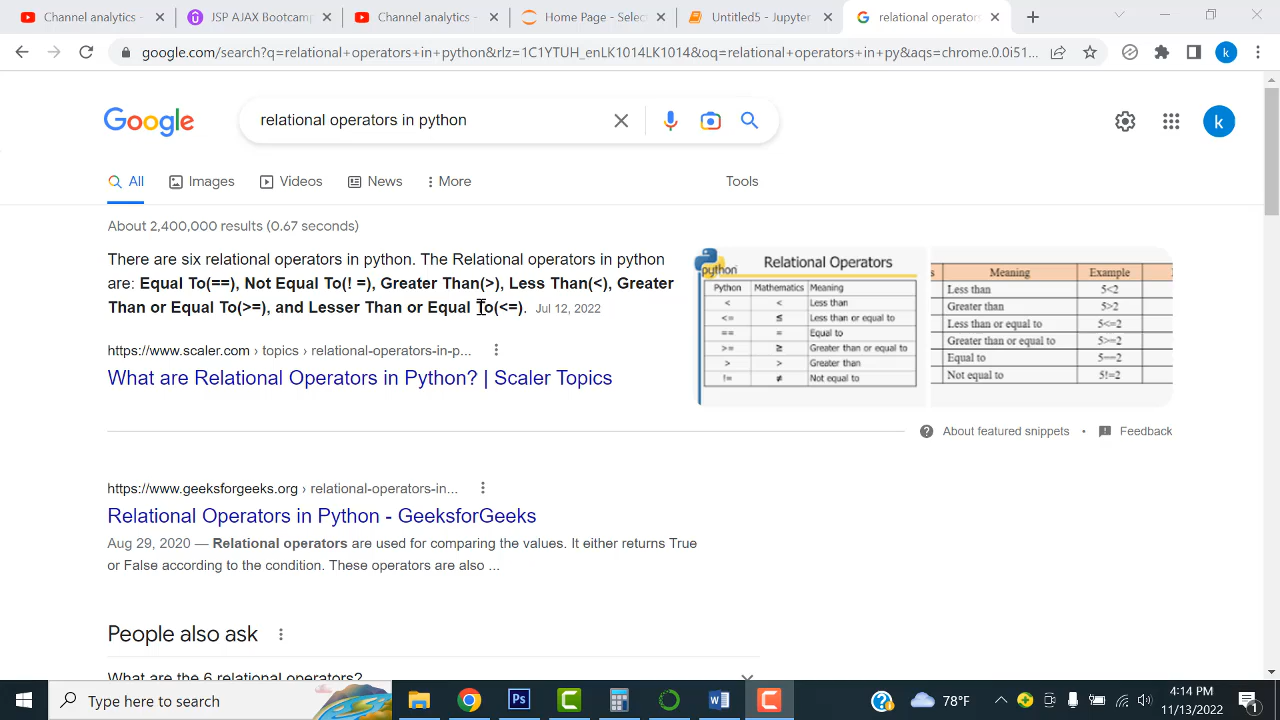 Channel analytics -
JSP AJAX Bootcamp
Channel analytics -
Home Page - Select
Untitled5 - Jupyter
relational operators
google.com/search?q=relational+operators+in+python&rlz=1C1YTUH_enLK1014LK1014&oq=relational+operators+in+py&aqs=chrome.0.0i51...
k
Google
relational operators in python
k
All
Images
Videos
News
More
Tools
About 2,400,000 results (0.67 seconds)
There are six relational operators in python. The Relational operators in python
are: Equal To(==), Not Equal To(! =), Greater Than(>), Less Than(<), Greater
Than or Equal To(>=), and Lesser Than or Equal To(<=). Jul 12, 2022
python
Relational Operators
Python Mathematics Meaning
< < Less than
<= ≤ Less than or equal to
== = Equal to
>= ≥ Greater than or equal to
> > Greater than
!= ≠ Not equal to
s Meaning Example
Less than 5<2
Greater than 5>2
Less than or equal to 5<=2
Greater than or equal to 5>=2
Equal to 5==2
Not equal to 5!=2
https://www.scaler.com › topics › relational-operators-in-p...
What are Relational Operators in Python? | Scaler Topics
About featured snippets • Feedback
https://www.geeksforgeeks.org › relational-operators-in...
Relational Operators in Python - GeeksforGeeks
Aug 29, 2020 — Relational operators are used for comparing the values. It either returns True
or False according to the condition. These operators are also ...
People also ask
What are the 6 relational operators?
Type here to search
Ps
78°F
4:14 PM
11/13/2022
1